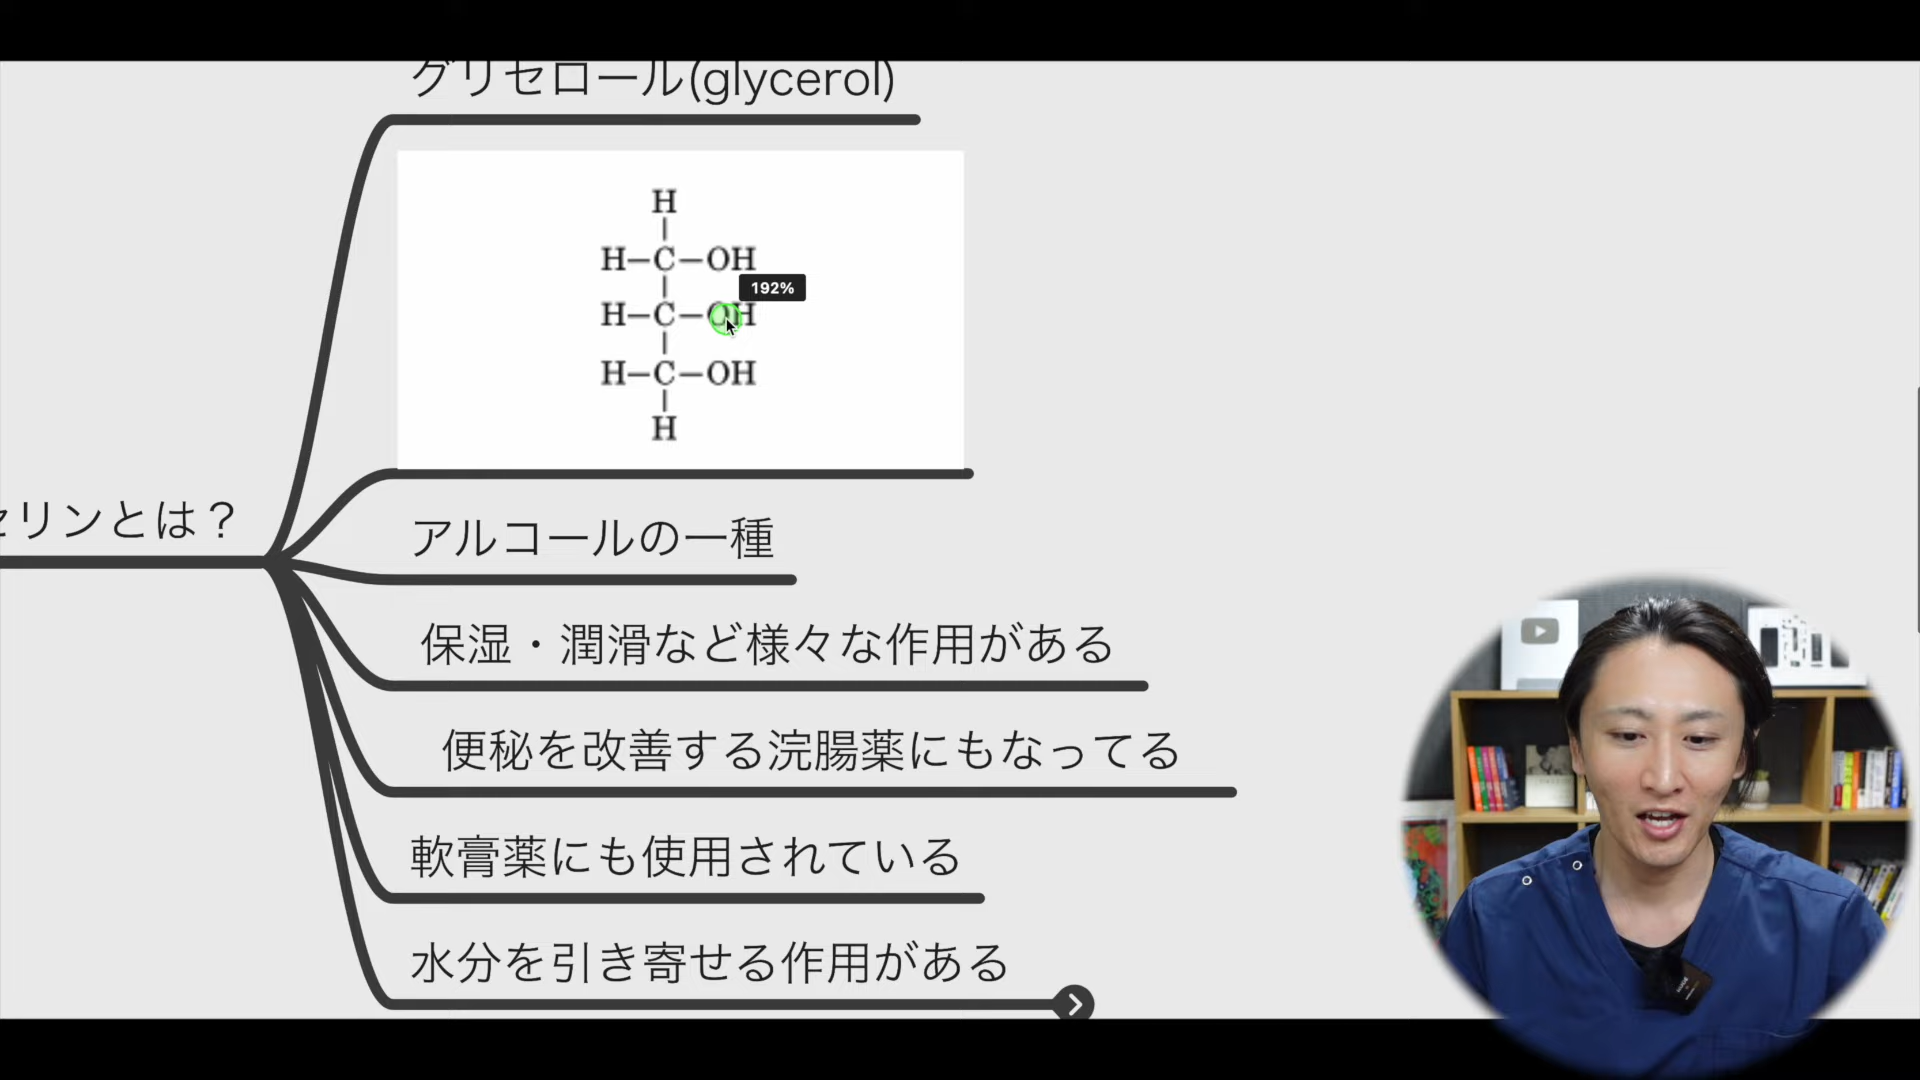 グリセロール(glycerol)
H
H-C-OH
192%
H-C-OH
H-C-OH
H
セリンとは？
アルコールの一種
保湿・潤滑など様々な作用がある
便秘を改善する浣腸薬にもなってる
軟膏薬にも使用されている
水分を引き寄せる作用がある